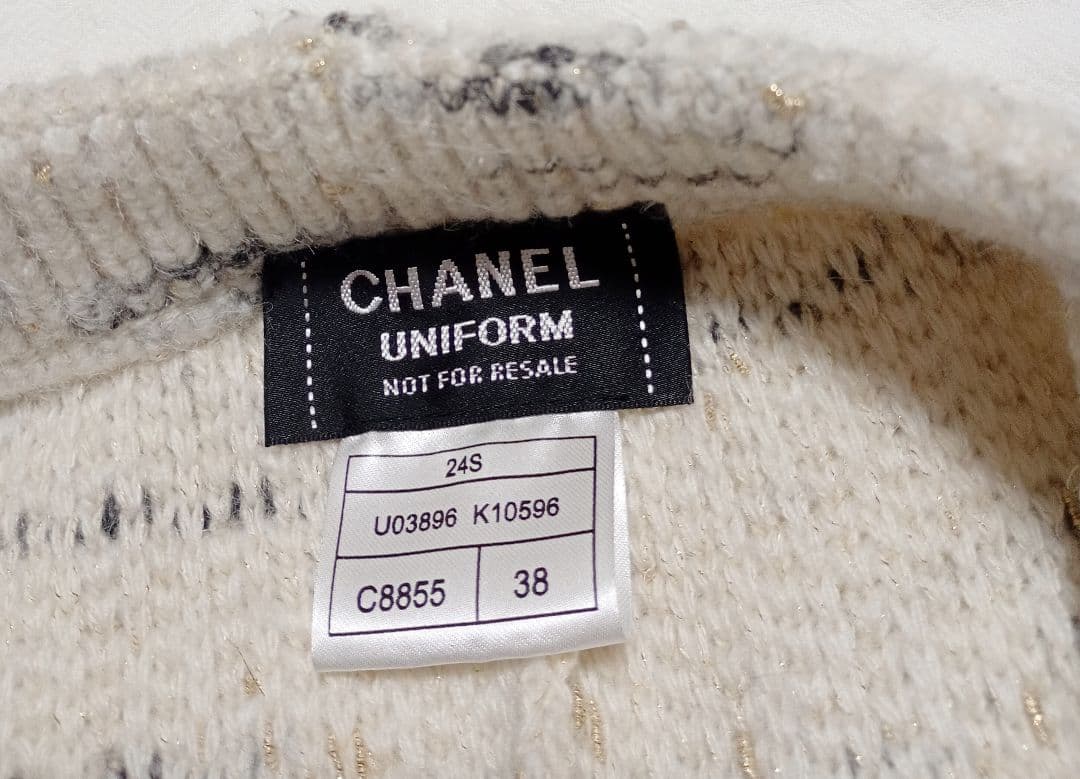 CHANEL
UNIFORM
NOT FOR RESALE
24S
U03896 K10596
C8855 38